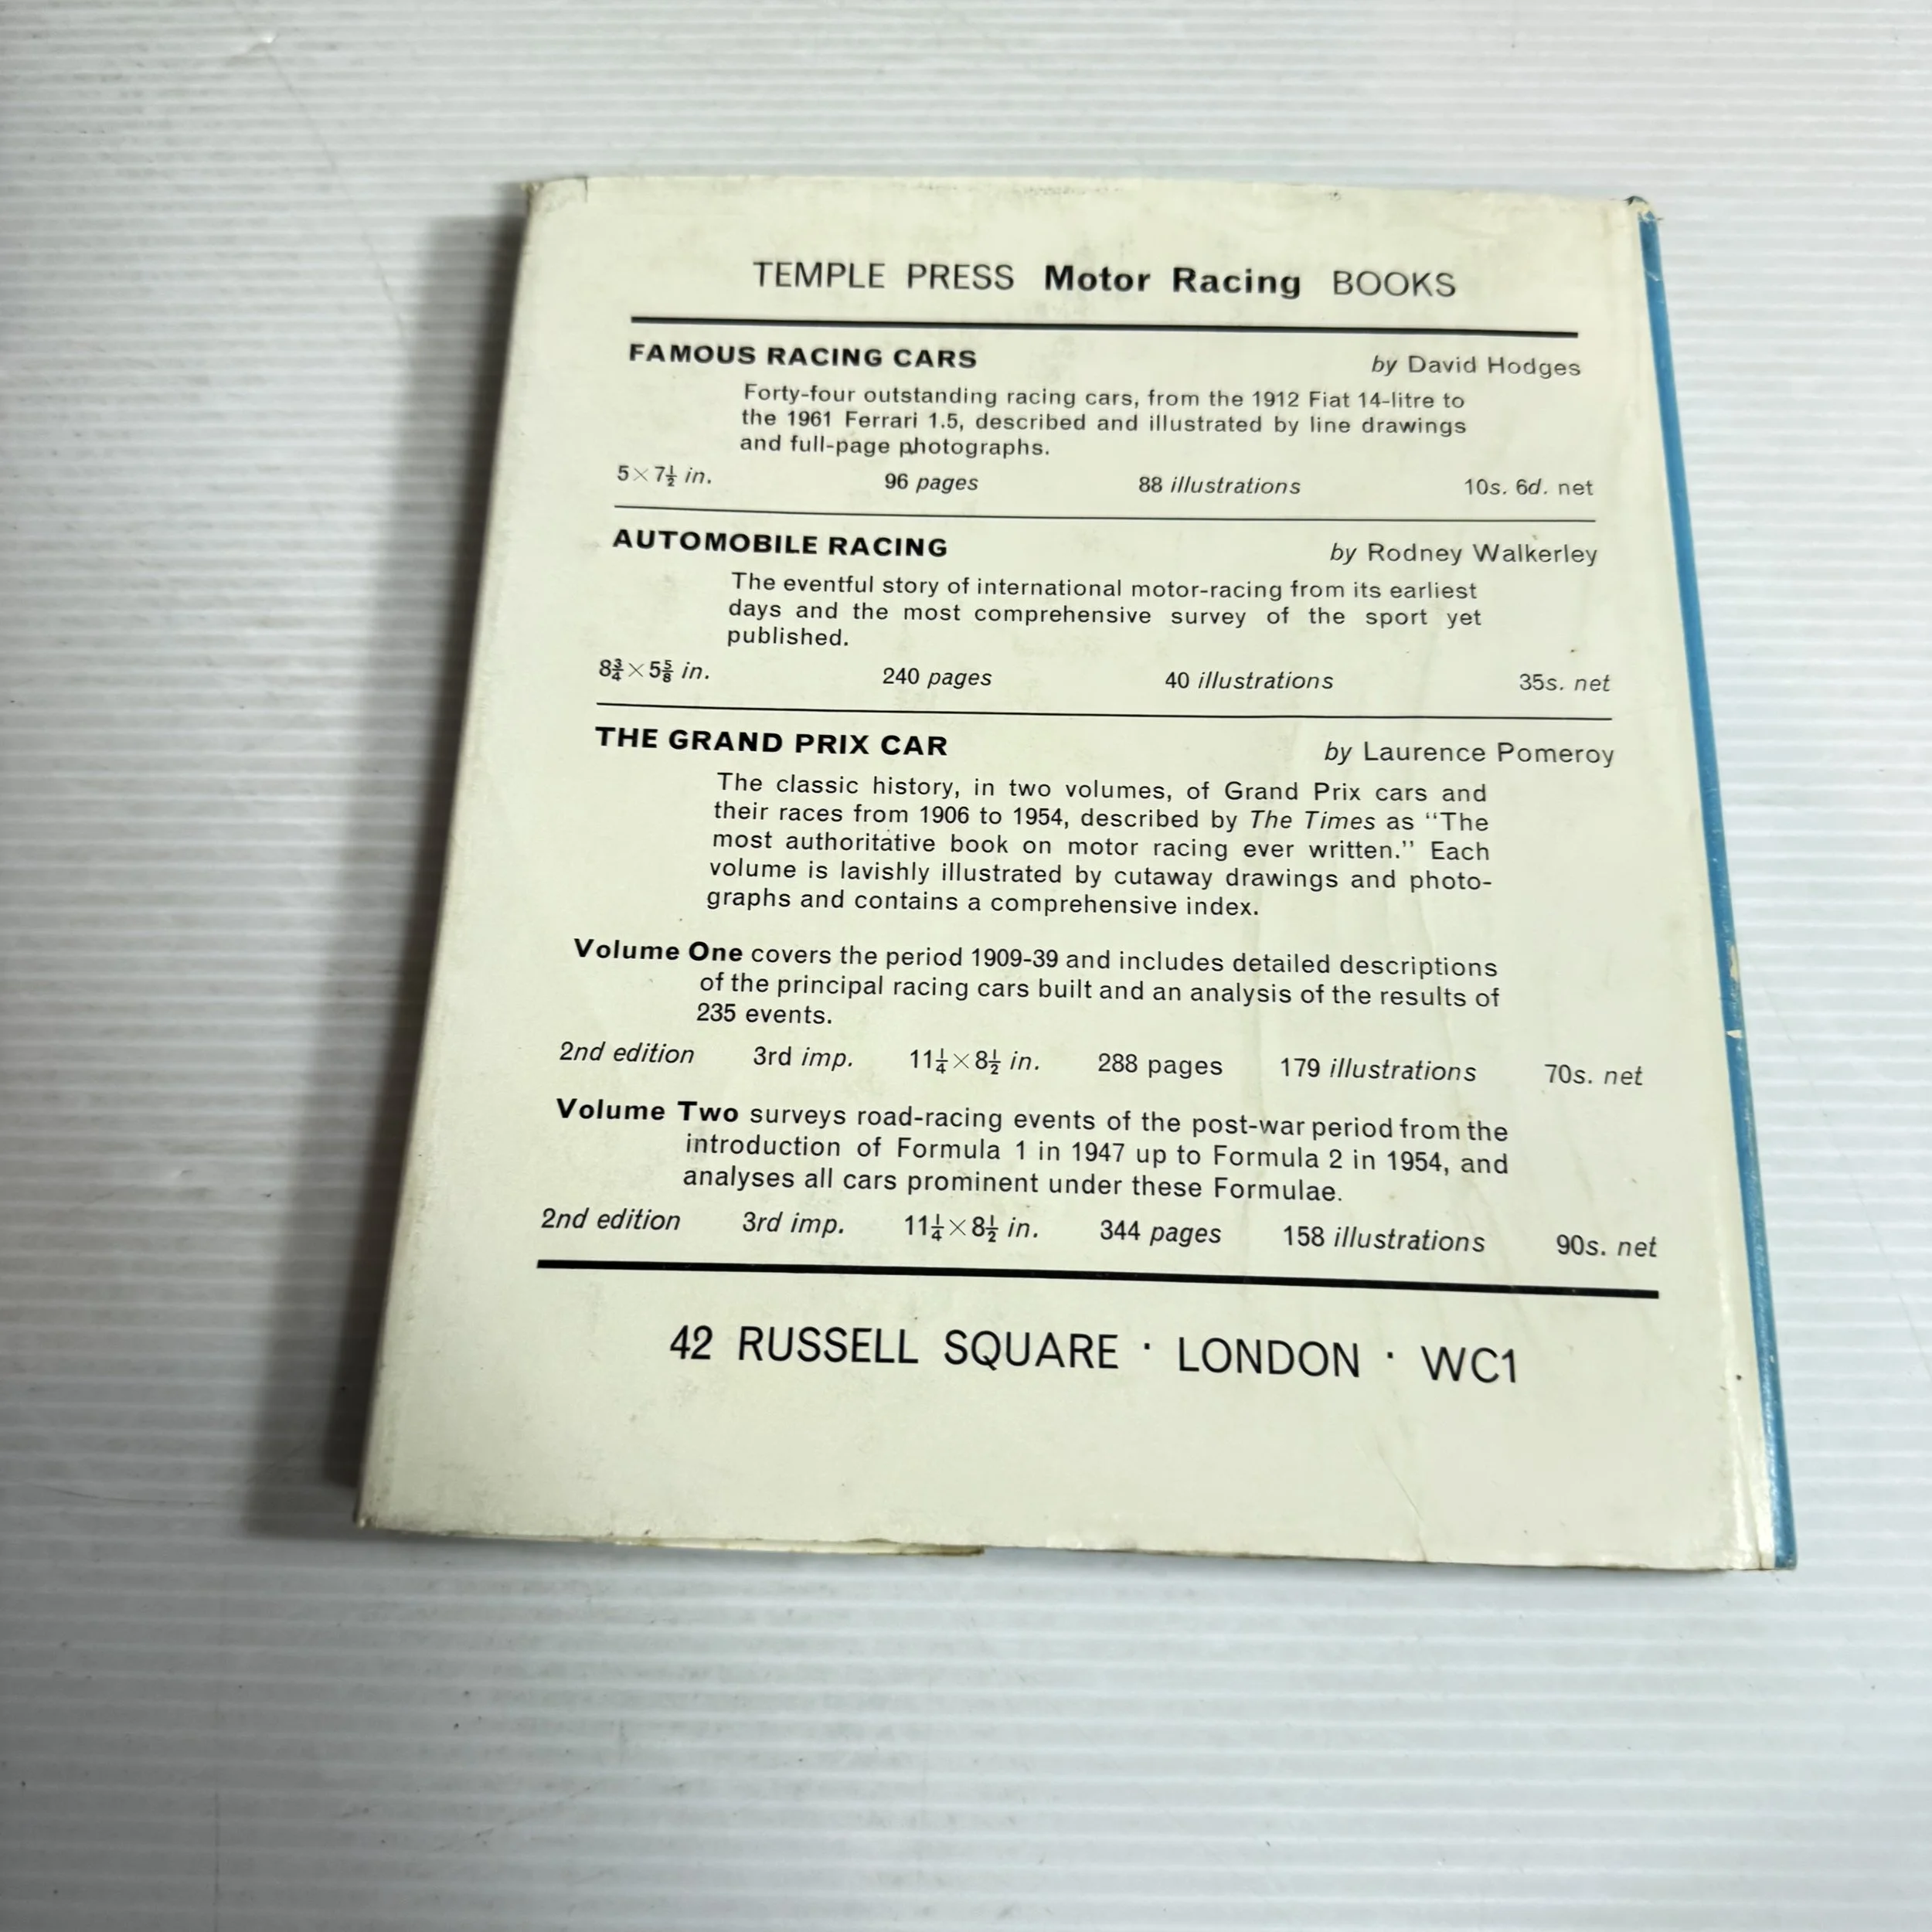 TEMPLE PRESS Motor Racing BOOKS
FAMOUS RACING CARS by David Hodges
Forty-four outstanding racing cars, from the 1912 Fiat 14-litre to
the 1961 Ferrari 1.5, described and illustrated by line drawings
and full-page photographs.
5×7½ in. 96 pages 88 illustrations 10s. 6d. net
AUTOMOBILE RACING by Rodney Walkerley
The eventful story of international motor-racing from its earliest
days and the most comprehensive survey of the sport yet
published.
8¾×5⅝ in. 240 pages 40 illustrations 35s. net
THE GRAND PRIX CAR by Laurence Pomeroy
The classic history, in two volumes, of Grand Prix cars and
their races from 1906 to 1954, described by The Times as “The
most authoritative book on motor racing ever written.” Each
volume is lavishly illustrated by cutaway drawings and photo-
graphs and contains a comprehensive index.
Volume One covers the period 1909-39 and includes detailed descriptions
of the principal racing cars built and an analysis of the results of
235 events.
2nd edition 3rd imp. 11¼×8½ in. 288 pages 179 illustrations 70s. net
Volume Two surveys road-racing events of the post-war period from the
introduction of Formula 1 in 1947 up to Formula 2 in 1954, and
analyses all cars prominent under these Formulae.
2nd edition 3rd imp. 11¼×8½ in. 344 pages 158 illustrations 90s. net
42 RUSSELL SQUARE · LONDON · WC1